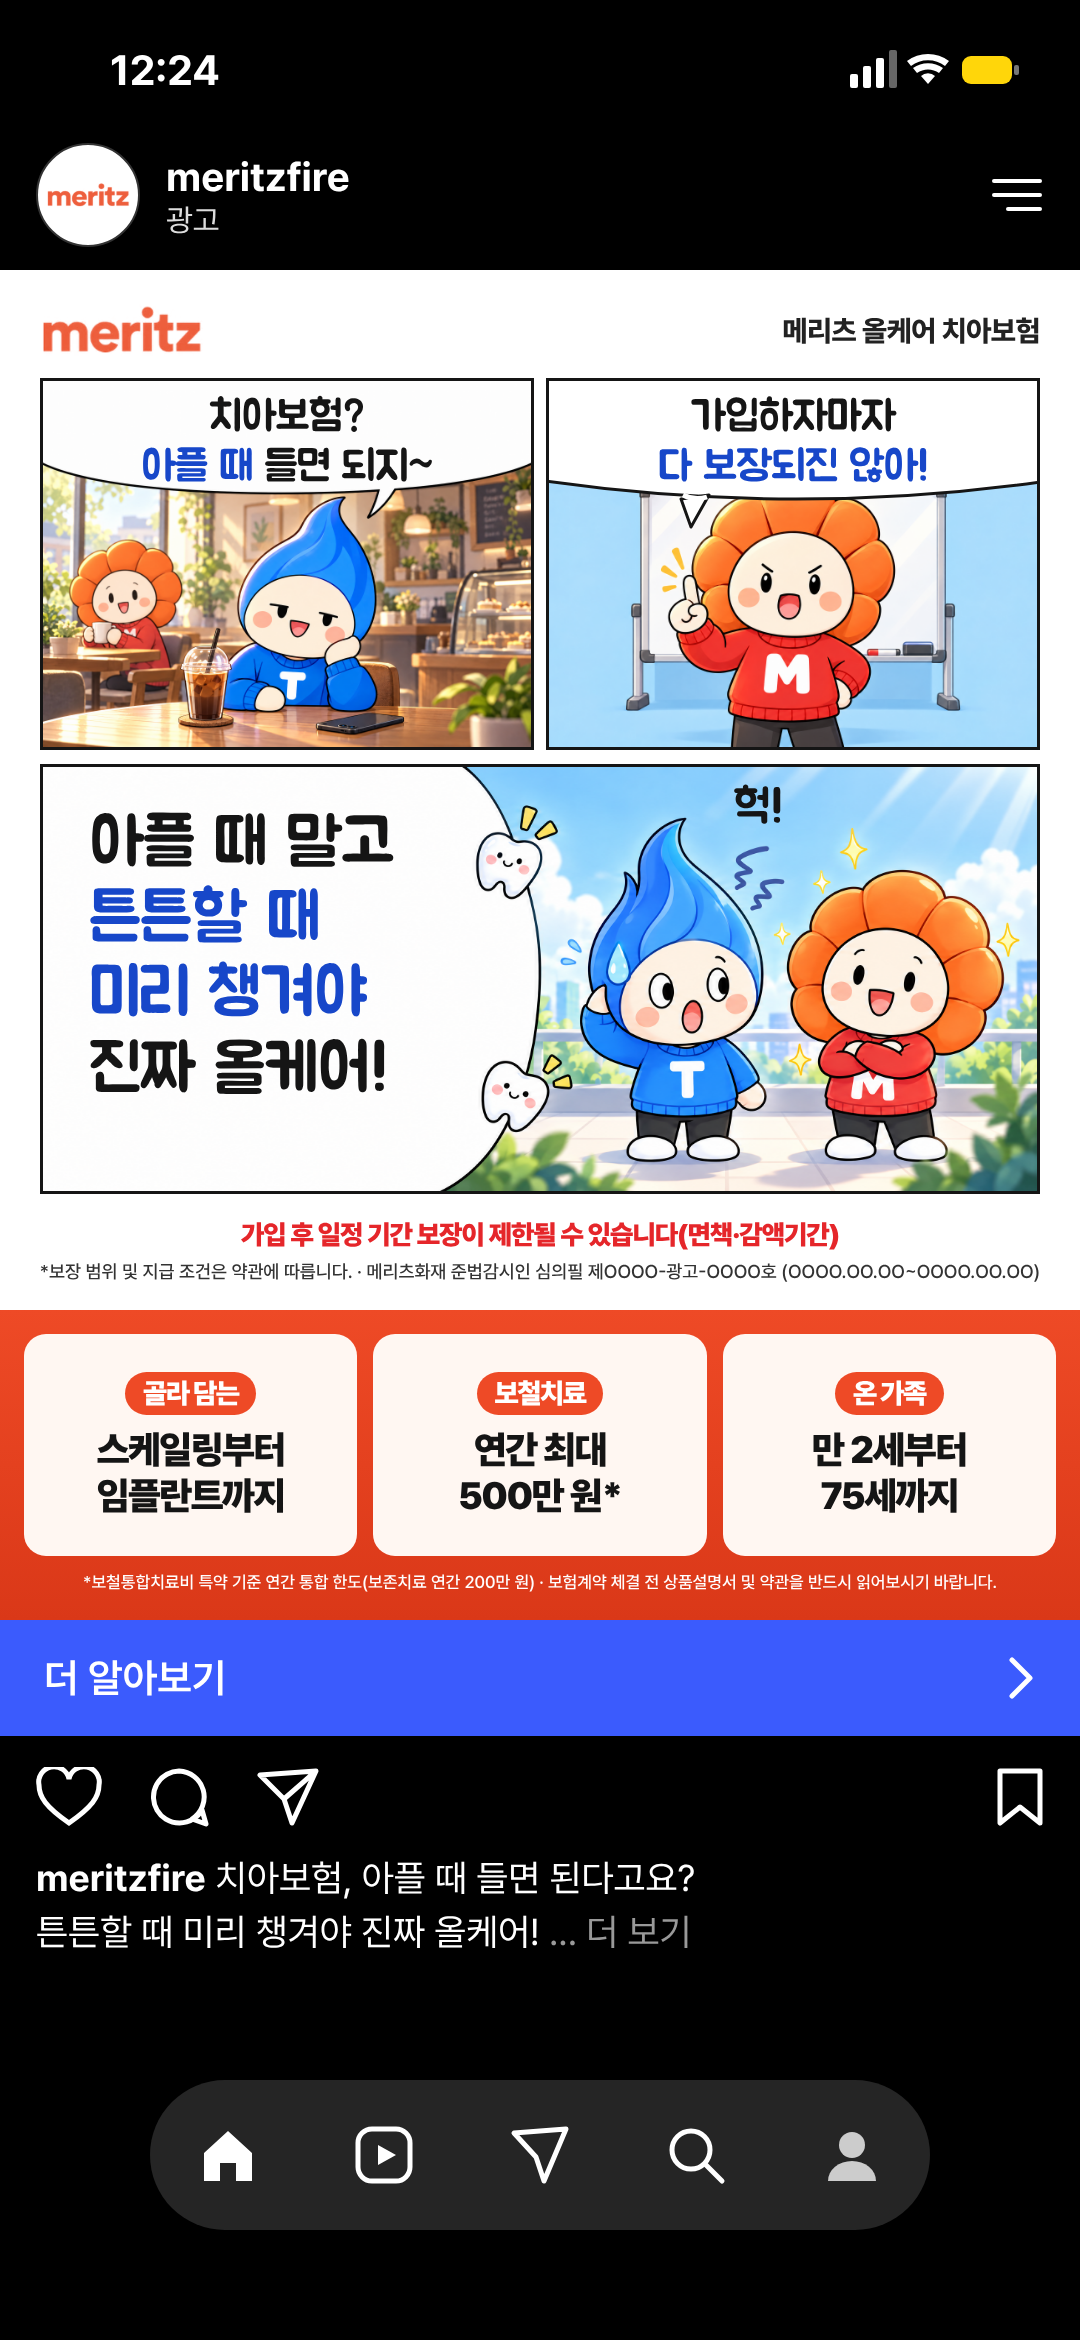 12:24
meritz
meritzfire
광고
meritz
메리츠 올케어 치아보험
치아보험?
아플 때 들면 되지~
T
M
가입하자마자
다 보장되진 않아!
M
아플 때 말고
튼튼할 때
미리 챙겨야
진짜 올케어!
헉!
T
M
가입 후 일정 기간 보장이 제한될 수 있습니다(면책·감액기간)
*보장 범위 및 지급 조건은 약관에 따릅니다. · 메리츠화재 준법감시인 심의필 제OOOO-광고-OOOO호 (OOOO.OO.OO~OOOO.OO.OO)
골라 담는
스케일링부터
임플란트까지
보철치료
연간 최대
500만 원*
온 가족
만 2세부터
75세까지
*보철통합치료비 특약 기준 연간 통합 한도(보존치료 연간 200만 원) · 보험계약 체결 전 상품설명서 및 약관을 반드시 읽어보시기 바랍니다.
더 알아보기
meritzfire 치아보험, 아플 때 들면 된다고요?
튼튼할 때 미리 챙겨야 진짜 올케어! ... 더 보기